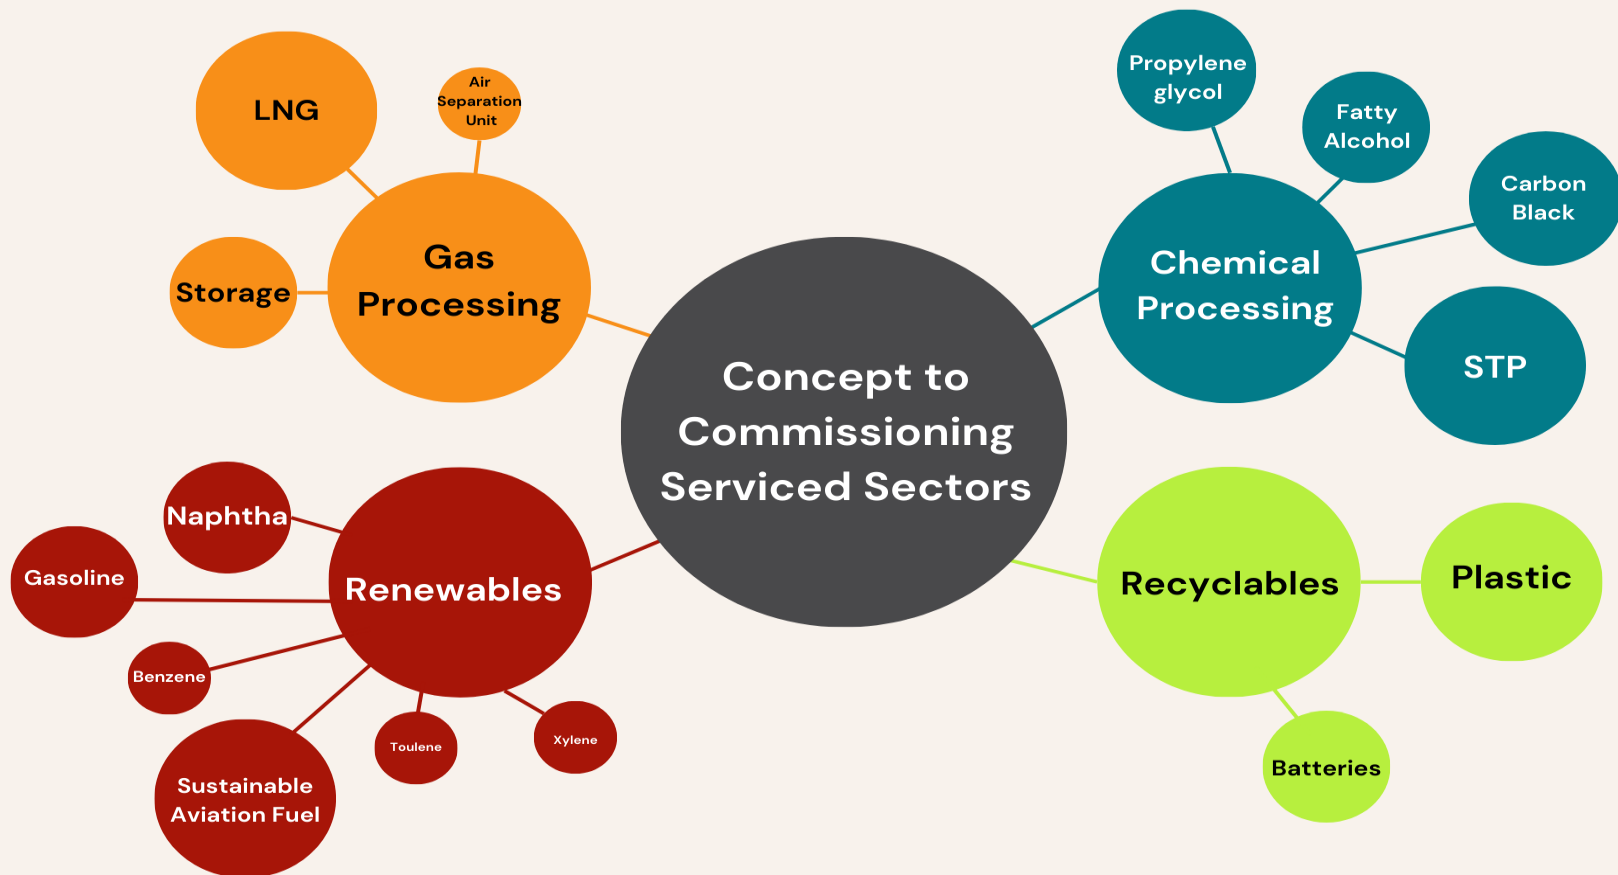 LNG
Air
Separation
Unit
Gas
Processing
Storage
Propylene
glycol
Fatty
Alcohol
Carbon
Black
Chemical
Processing
STP
Concept to
Commissioning
Serviced Sectors
Naphtha
Gasoline
Renewables
Benzene
Sustainable
Aviation Fuel
Toulene
Xylene
Recyclables
Plastic
Batteries